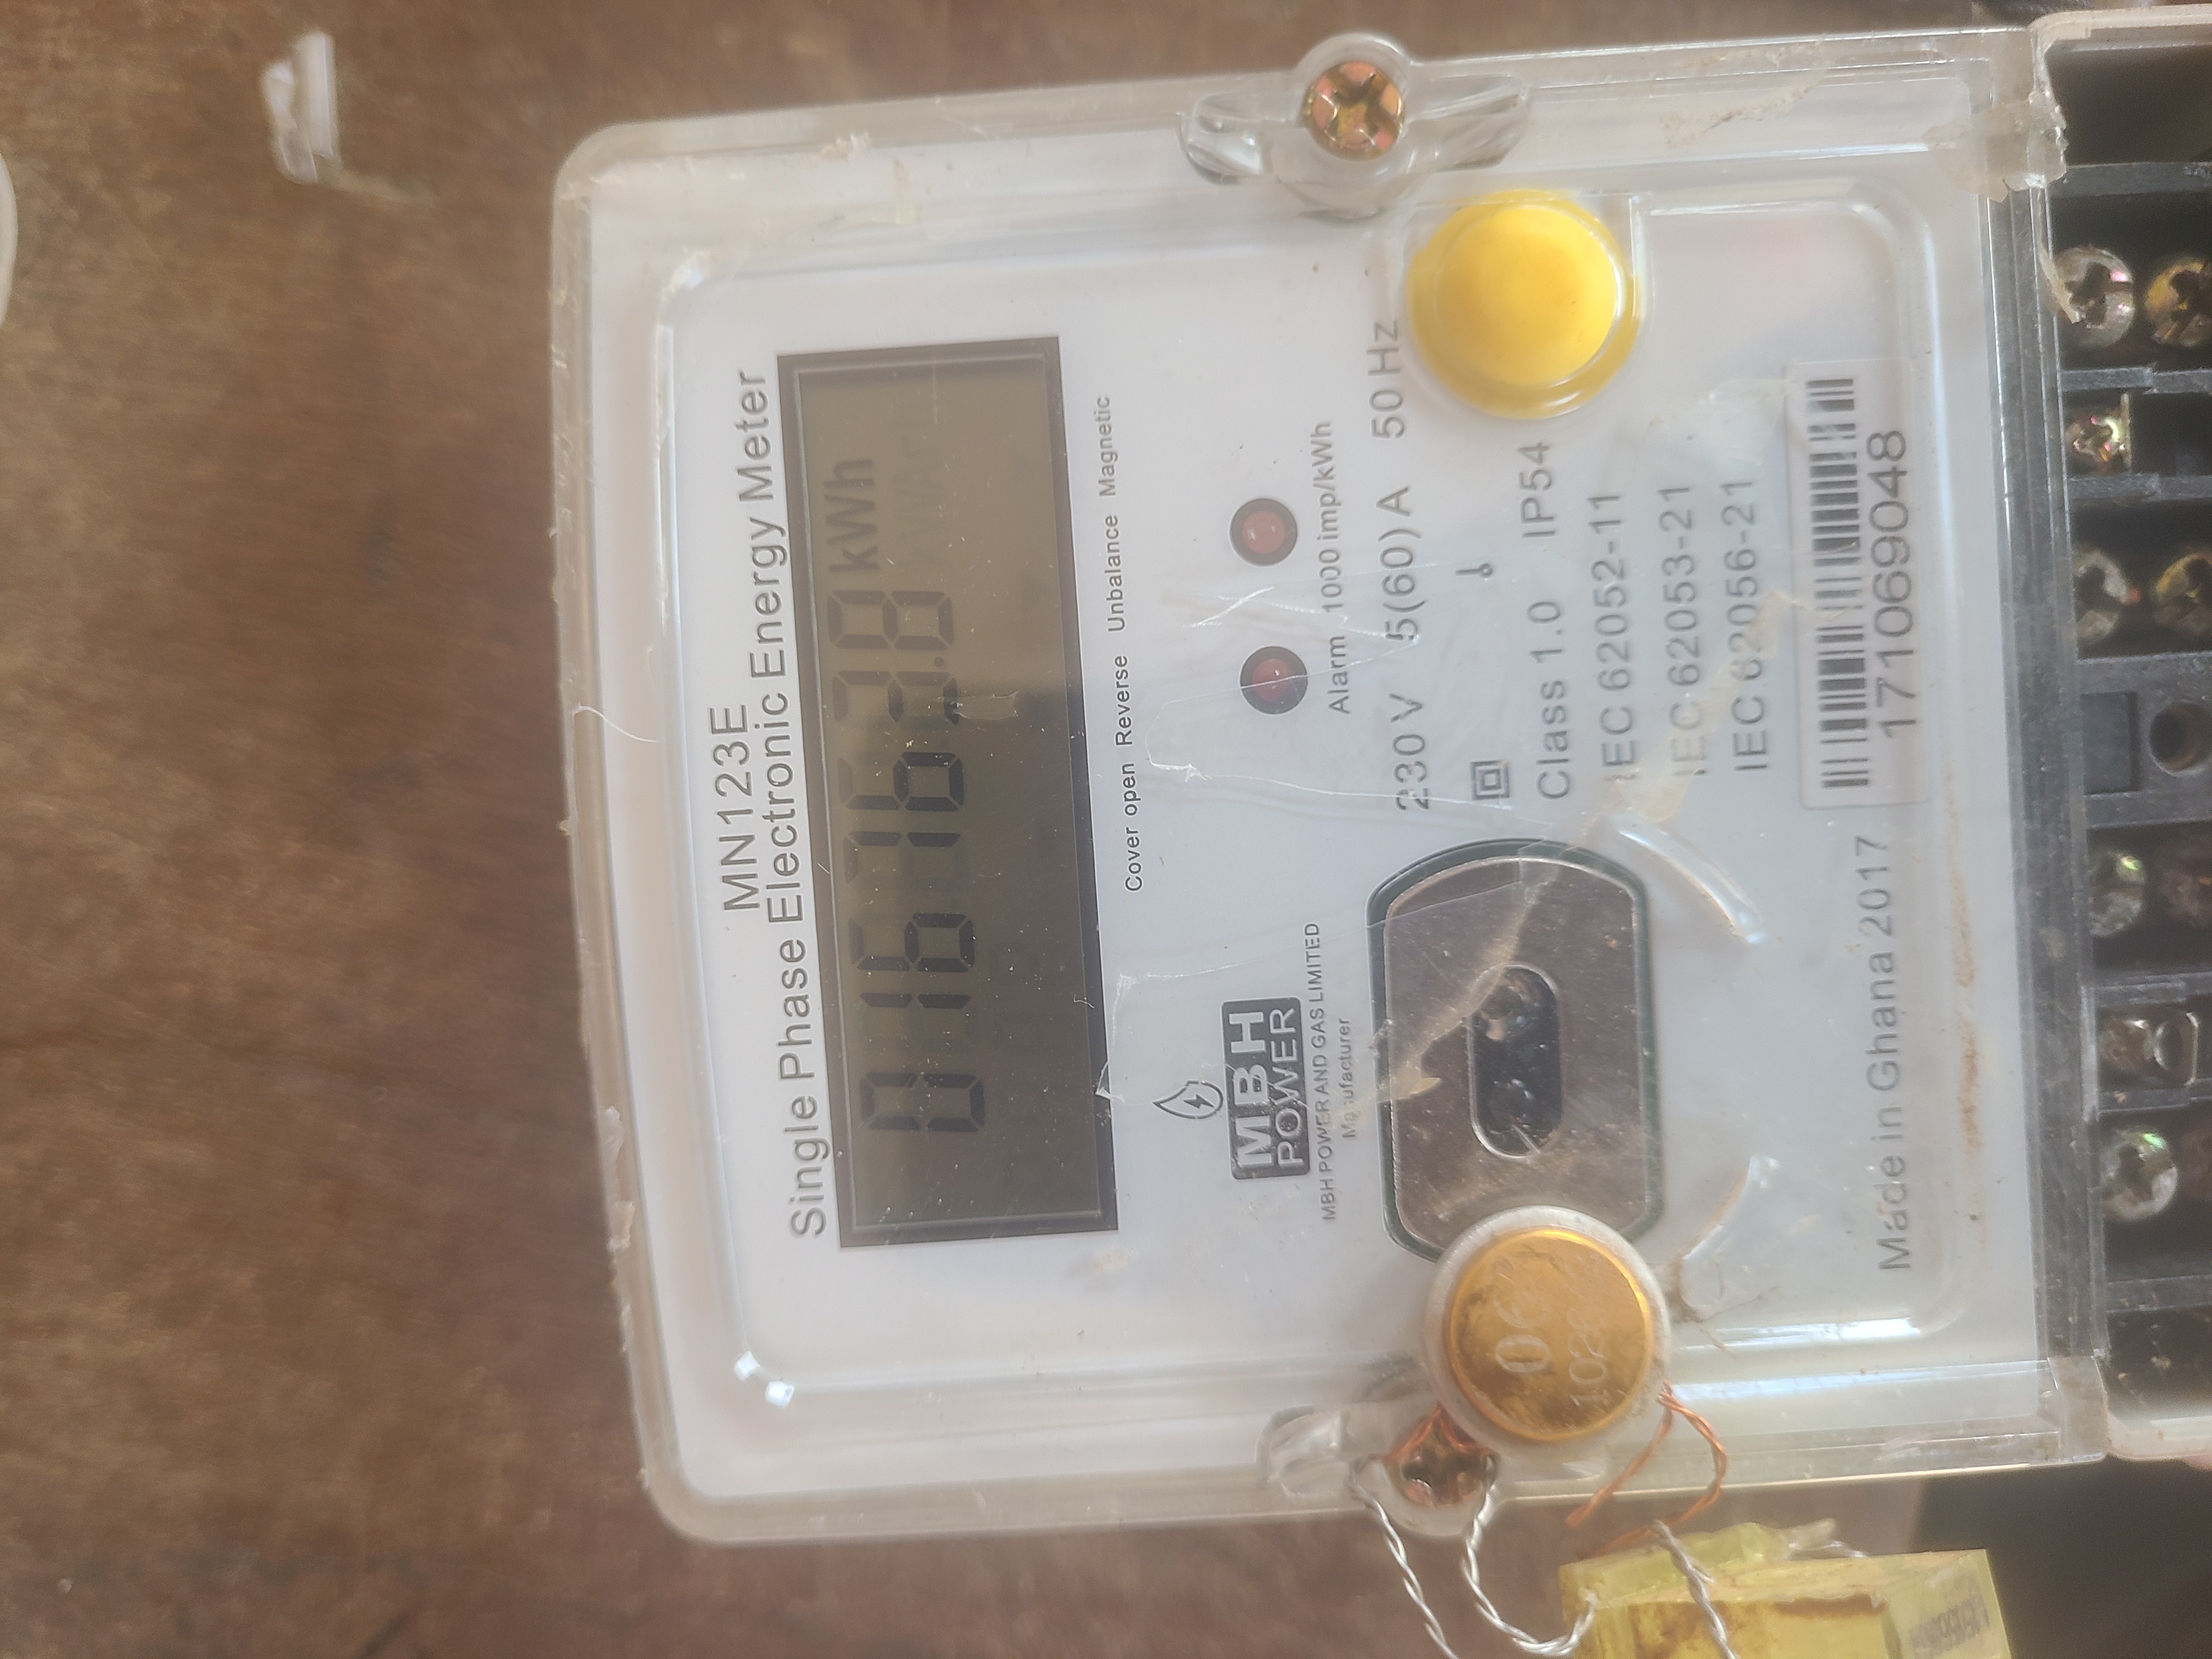 MN123E
Single Phase Electronic Energy Meter
kWh
Cover open Reverse Unbalance Magnetic
MBH
POWER
MBH POWER AND GAS LIMITED
Manufacturer
Alarm 1000 imp/kWh
230 V 5(60) A 50 Hz
Class 1.0 IP54
IEC 62052-11
IEC 62053-21
IEC 62056-21
Made in Ghana 2017
171069048